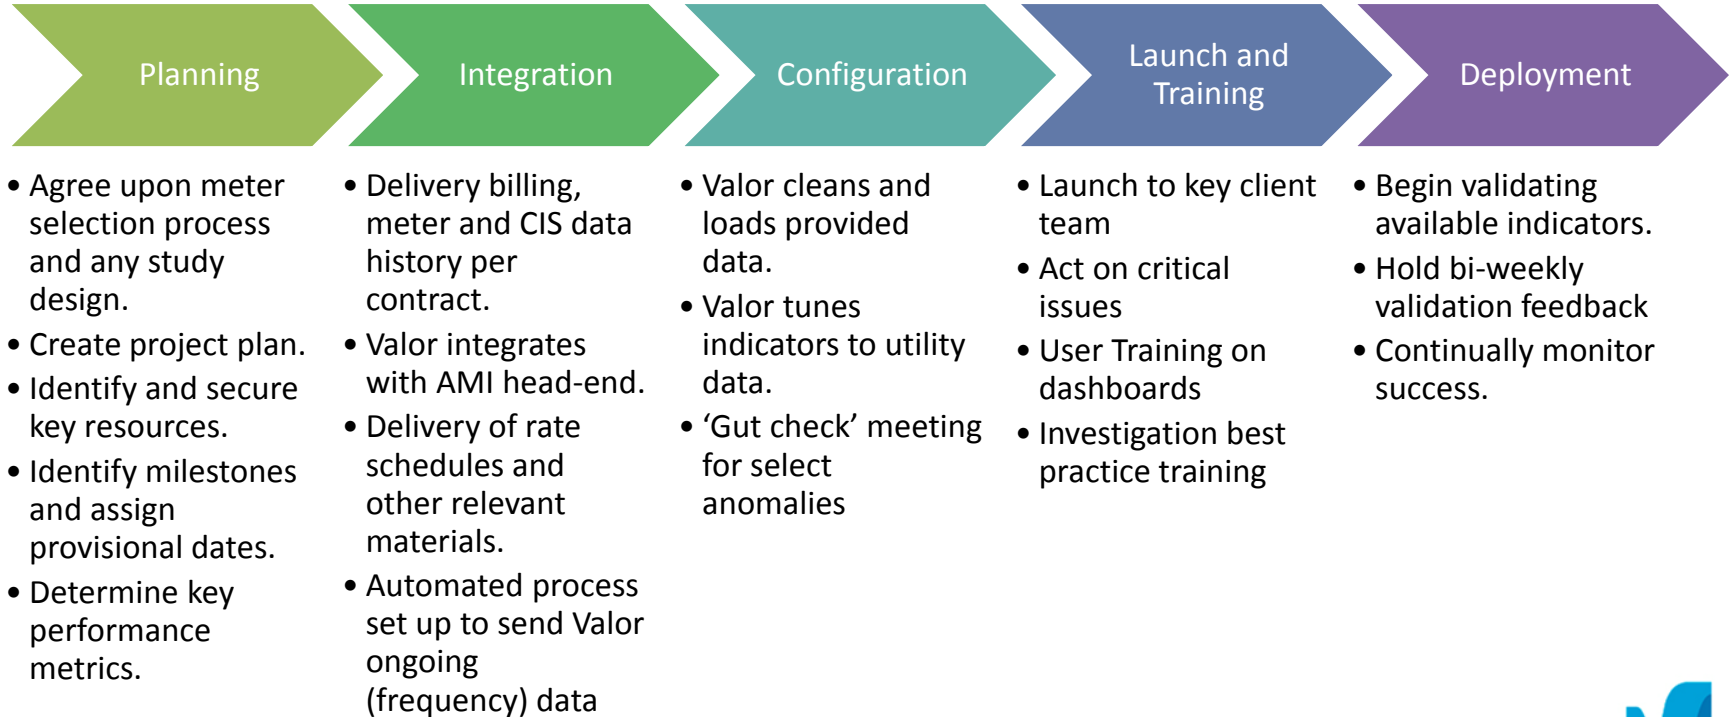 Planning
Integration
Configuration
Launch and
Training
Deployment
• Agree upon meter
selection process
and any study
design.
• Create project plan.
• Identify and secure
key resources.
• Identify milestones
and assign
provisional dates.
• Determine key
performance
metrics.
• Delivery billing,
meter and CIS data
history per
contract.
• Valor integrates
with AMI head-end.
• Delivery of rate
schedules and
other relevant
materials.
• Automated process
set up to send Valor
ongoing
(frequency) data
• Valor cleans and
loads provided
data.
• Valor tunes
indicators to utility
data.
• ‘Gut check’ meeting
for select
anomalies
• Launch to key client
team
• Act on critical
issues
• User Training on
dashboards
• Investigation best
practice training
• Begin validating
available indicators.
• Hold bi-weekly
validation feedback
• Continually monitor
success.